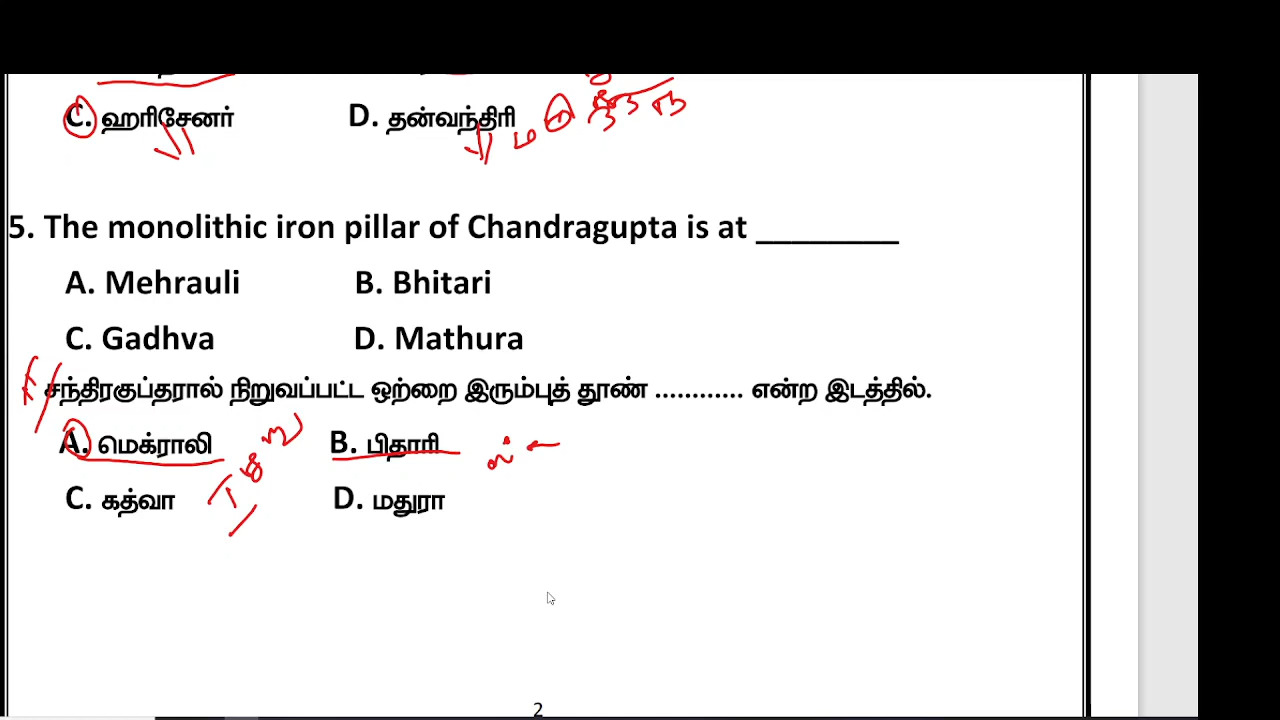 C. ஹரிசேனர் D. தன்வந்திரி
5. The monolithic iron pillar of Chandragupta is at ________
A. Mehrauli B. Bhitari
C. Gadhva D. Mathura
சந்திரகுப்தரால் நிறுவப்பட்ட ஒற்றை இரும்புத் தூண் ............ என்ற இடத்தில்.
A. மெக்ராலி B. பிதாரி
C. கத்வா D. மதுரா
2